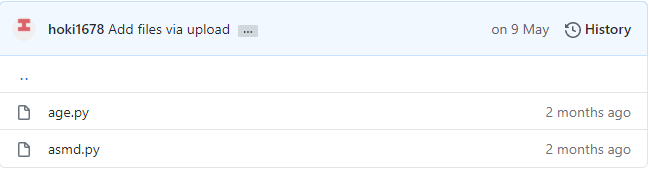 hoki1678 Add files via upload ... on 9 May History
..
age.py 2 months ago
asmd.py 2 months ago